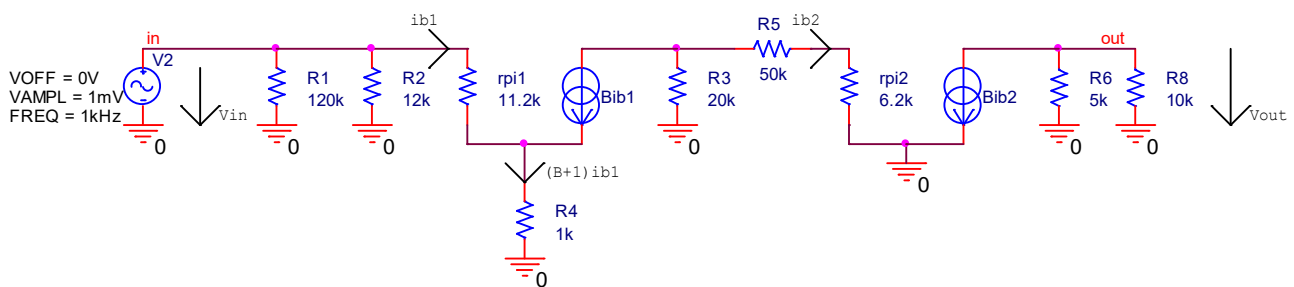 in
V2
VOFF = 0V
VAMPL = 1mV
FREQ = 1kHz
0
Vin
R1
120k
0
R2
12k
0
ib1
rpi1
11.2k
Bib1
(B+1)ib1
R4
1k
0
R3
20k
0
R5
50k
ib2
rpi2
6.2k
0
Bib2
out
R6
5k
0
R8
10k
0
Vout